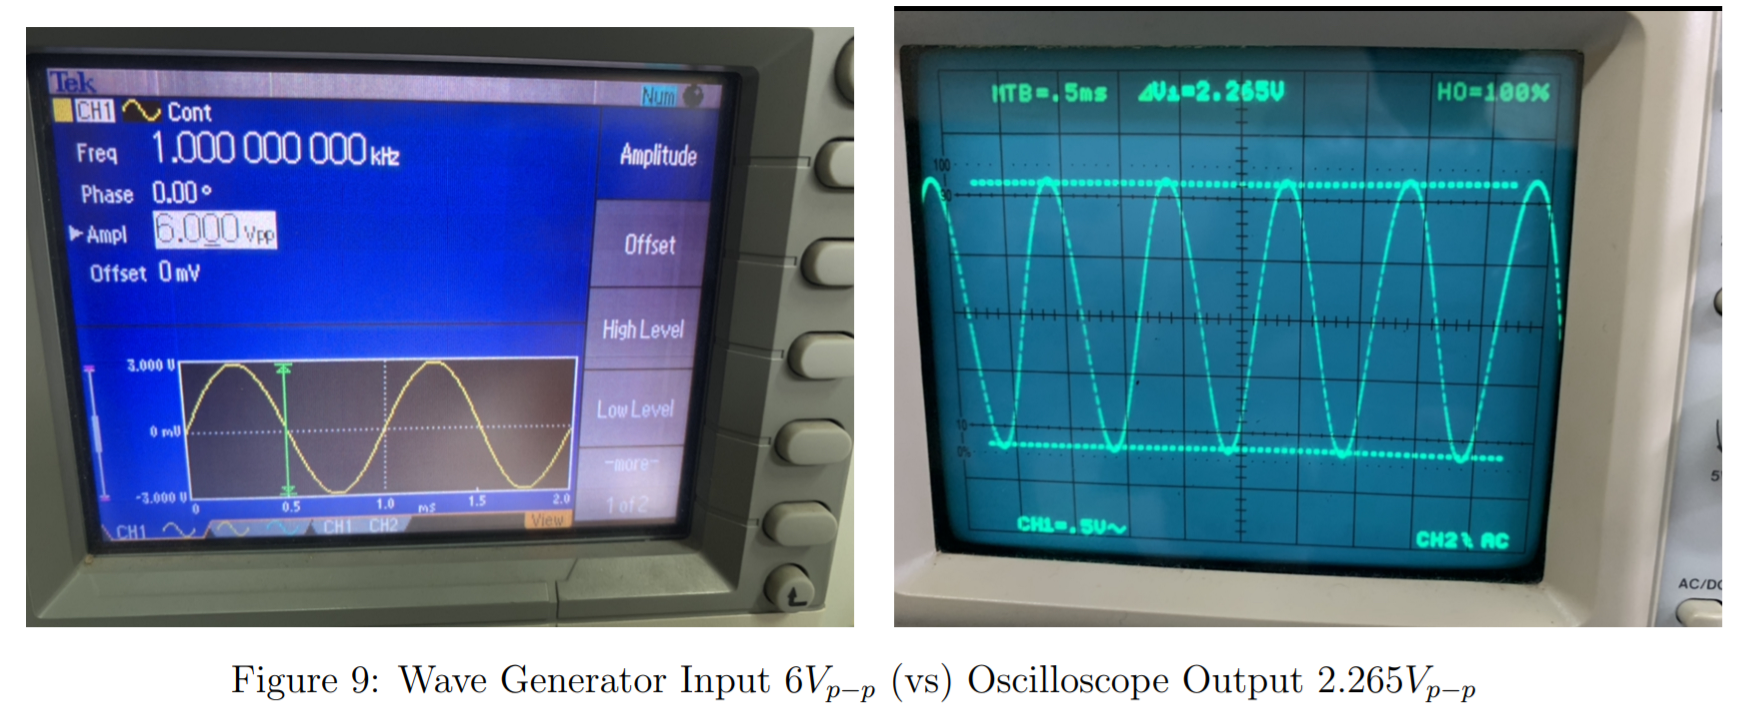 Tek
Num
CH1 Cont
Freq 1.000 000 000 kHz
Phase 0.00°
Ampl 6.000 Vpp
Offset 0 mV
Amplitude
Offset
High Level
Low Level
-more-
1 of 2
3.000 V
0 mV
-3.000 V
0 0.5 1.0 ms 1.5 2.0
CH1 CH1 CH2 View
MTB=.5ms ΔV1=2.265V HO=100%
100
90
10
0%
CH1=.5V~
CH2 AC
5
AC/DC
Figure 9: Wave Generator Input 6Vp−p (vs) Oscilloscope Output 2.265Vp−p